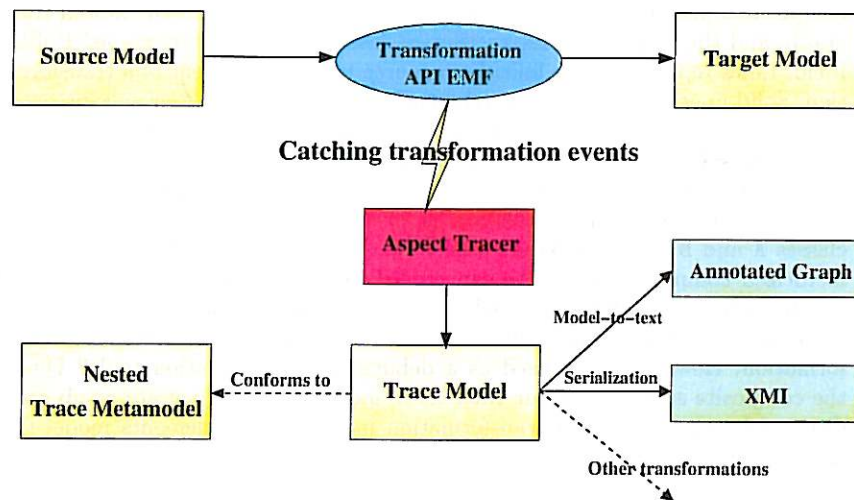 Source Model
Transformation
API EMF
Target Model
Catching transformation events
Aspect Tracer
Annotated Graph
Model-to-text
Nested
Trace Metamodel
Conforms to
Trace Model
Serialization
XMI
Other transformations